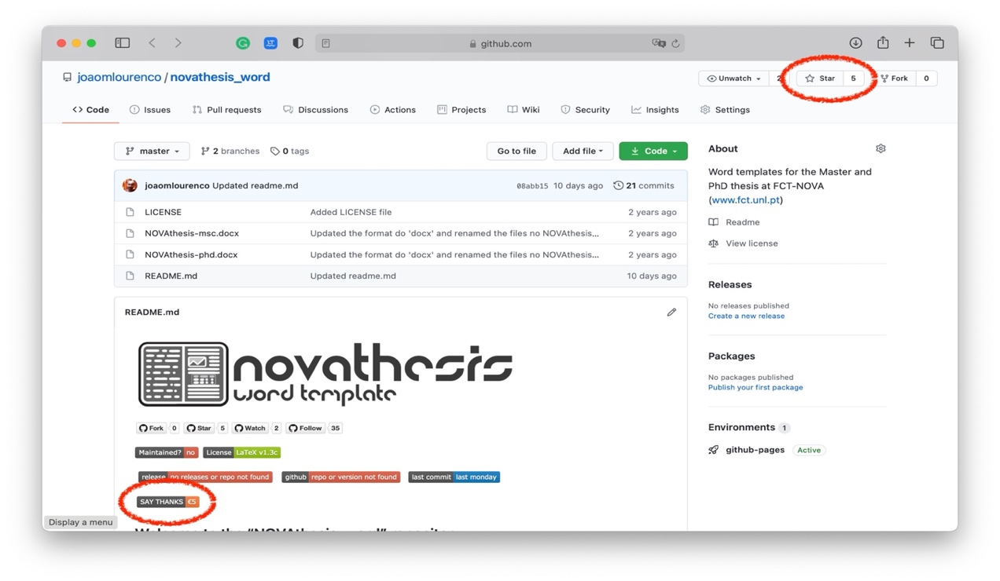 github.com
joaomlourenco / novathesis_word
Unwatch 2 Star 5 Fork 0
Code Issues Pull requests Discussions Actions Projects Wiki Security Insights Settings
master 2 branches 0 tags Go to file Add file Code
joaomlourenco Updated readme.md 08abb15 10 days ago 21 commits
LICENSE Added LICENSE file 2 years ago
NOVAthesis-msc.docx Updated the format do 'docx' and renamed the files no NOVAthesis... 2 years ago
NOVAthesis-phd.docx Updated the format do 'docx' and renamed the files no NOVAthesis... 2 years ago
README.md Updated readme.md 10 days ago
README.md
novathesis
word template
Fork 0 Star 5 Watch 2 Follow 35
Maintained? no License LaTeX v1.3c
release no releases or repo not found github repo or version not found last commit last monday
SAY THANKS €5
Display a menu
About
Word templates for the Master and
PhD thesis at FCT-NOVA
(www.fct.unl.pt)
Readme
View license
Releases
No releases published
Create a new release
Packages
No packages published
Publish your first package
Environments 1
github-pages Active